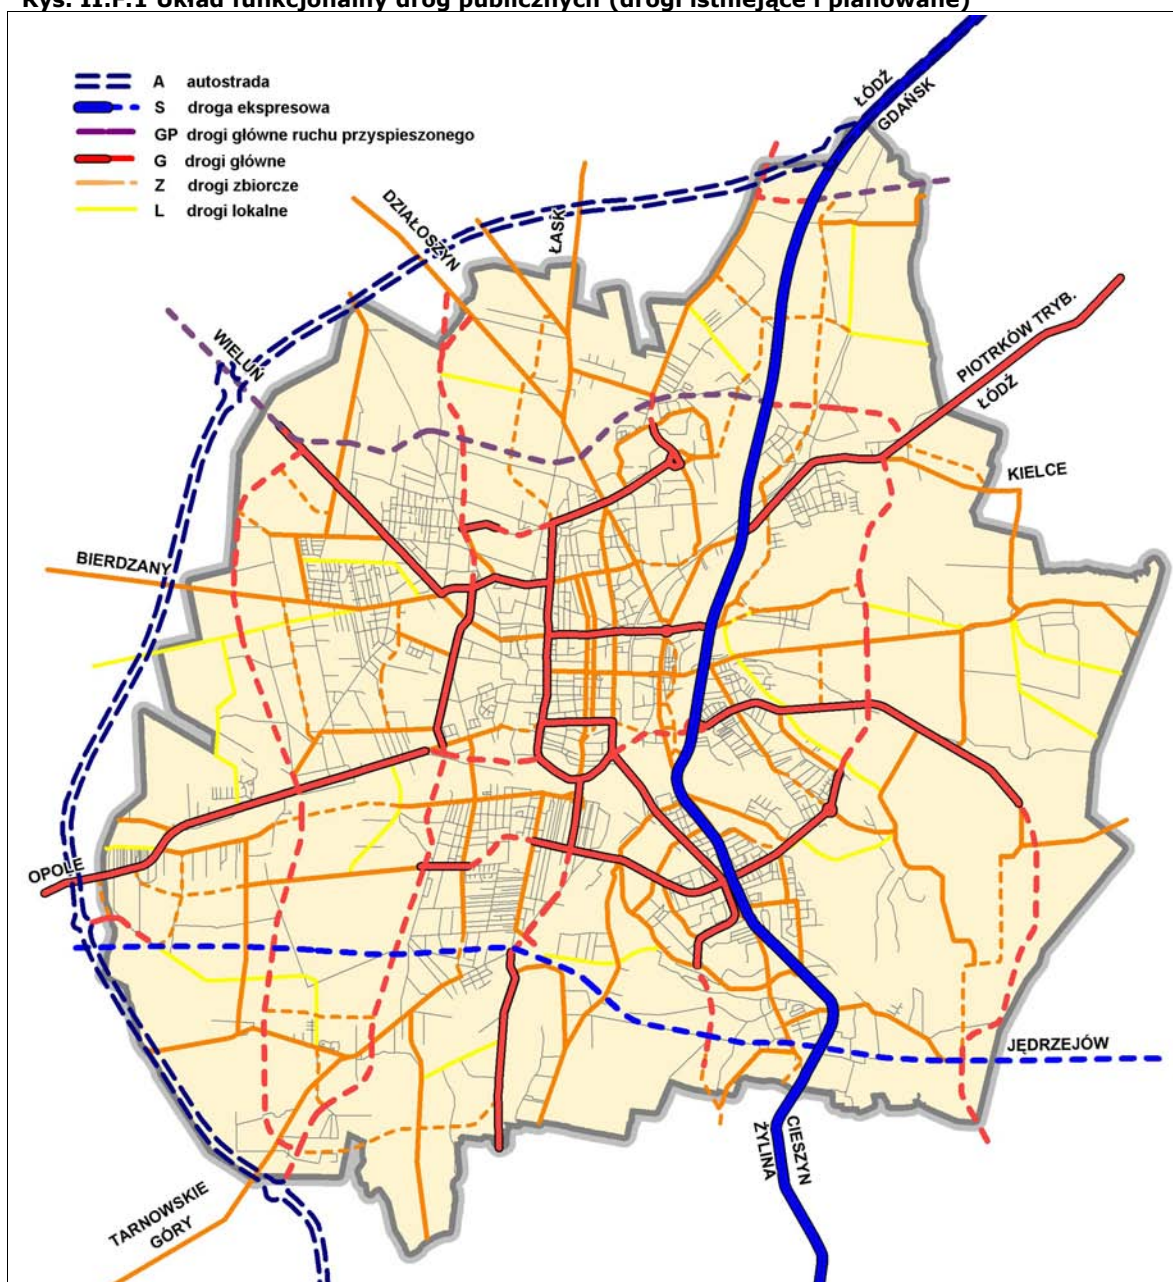 Rys. II.F.1 Układ funkcjonalny dróg publicznych (drogi istniejące i planowane)
A autostrada
S droga ekspresowa
GP drogi główne ruchu przyspieszonego
G drogi główne
Z drogi zbiorcze
L drogi lokalne
ŁÓDŹ
GDAŃSK
DZIAŁOSZYN
ŁASK
WIELUŃ
PIOTRKÓW TRYB.
ŁÓDŹ
KIELCE
BIERDZANY
OPOLE
JĘDRZEJÓW
CIESZYN
ŻYLINA
TARNOWSKIE
GÓRY